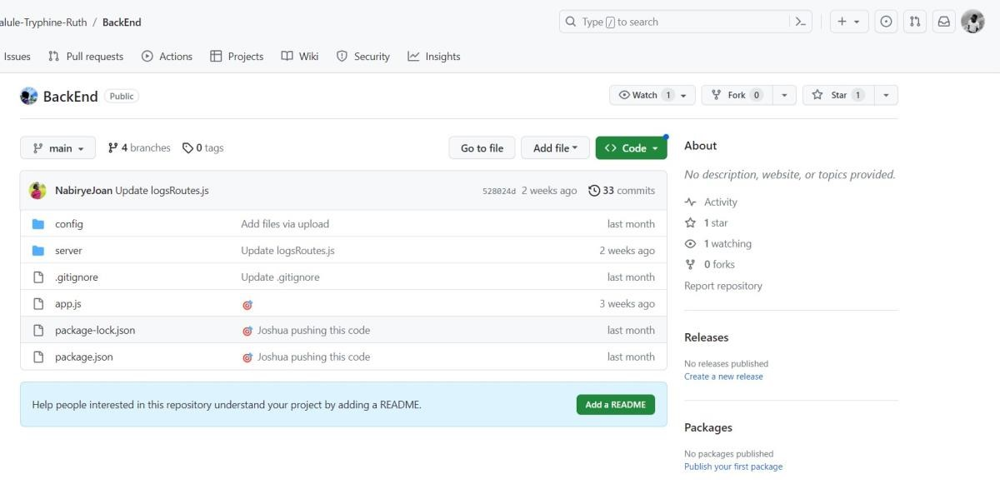 alule-Tryphine-Ruth / BackEnd
Type / to search
Issues Pull requests Actions Projects Wiki Security Insights
BackEnd Public
Watch 1 Fork 0 Star 1
main 4 branches 0 tags Go to file Add file <> Code
NabiryeJoan Update logsRoutes.js 528024d 2 weeks ago 33 commits
config Add files via upload last month
server Update logsRoutes.js 2 weeks ago
.gitignore Update .gitignore last month
app.js 3 weeks ago
package-lock.json Joshua pushing this code last month
package.json Joshua pushing this code last month
Help people interested in this repository understand your project by adding a README. Add a README
About
No description, website, or topics provided.
Activity
1 star
1 watching
0 forks
Report repository
Releases
No releases published
Create a new release
Packages
No packages published
Publish your first package